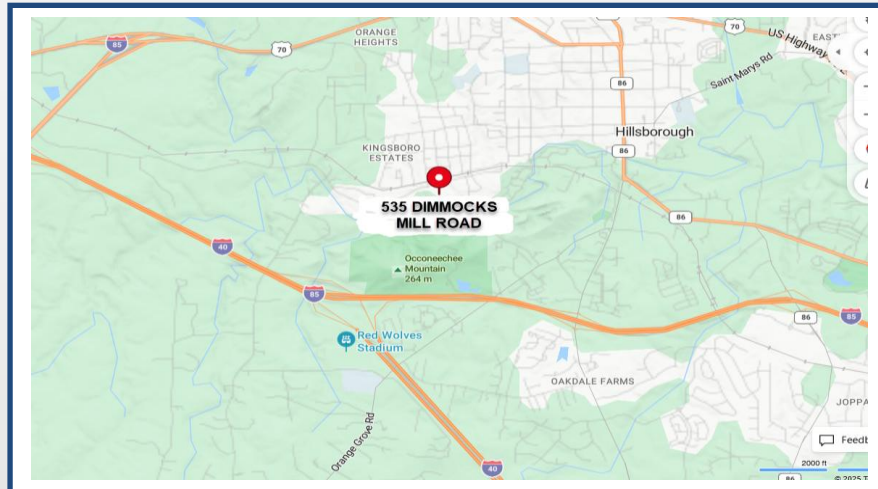 85
70
ORANGE
HEIGHTS
70
US Highway
EAST
Saint Marys Rd
86
Hillsborough
86
KINGSBORO
ESTATES
535 DIMMOCKS
MILL ROAD
86
40
Occoneechee
Mountain
264 m
85
86
85
Red Wolves
Stadium
OAKDALE FARMS
JOPPA
Orange Grove Rd
Feedb
40
2000 ft
86
© 2025 T